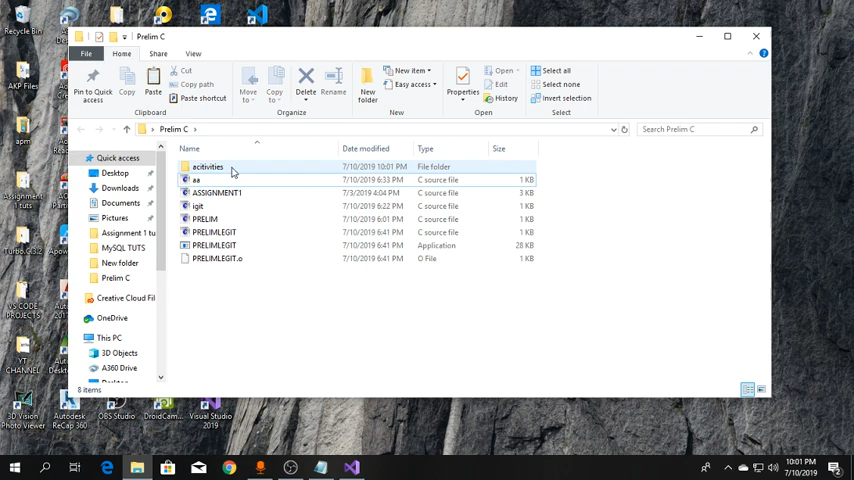 Recycle Bin
AKP Files
apm
Assignment 1 tuts
Turbo.C.3.2
VS CODE PROJECTS
YT CHANNEL
3D Vision Photo Viewer
Autodesk ReCap 360
OBS Studio
DroidCam...
Visual Studio 2019
Prelim C
File
Home
Share
View
Pin to Quick access
Copy
Paste
Cut
Copy path
Paste shortcut
Clipboard
Move to
Copy to
Delete
Rename
Organize
New folder
New item
Easy access
New
Properties
Open
Edit
History
Open
Select all
Select none
Invert selection
Select
Prelim C
Search Prelim C
Name
Date modified
Type
Size
Quick access
Desktop
Downloads
Documents
Pictures
Assignment 1 tu
MySQL TUTS
New folder
Prelim C
Creative Cloud Fil
OneDrive
This PC
3D Objects
A360 Drive
acitivities 7/10/2019 10:01 PM File folder
aa 7/10/2019 6:33 PM C source file 1 KB
ASSIGNMENT1 7/3/2019 4:04 PM C source file 3 KB
igit 7/10/2019 6:22 PM C source file 1 KB
PRELIM 7/10/2019 6:01 PM C source file 1 KB
PRELIMLEGIT 7/10/2019 6:41 PM C source file 1 KB
PRELIMLEGIT 7/10/2019 6:41 PM Application 28 KB
PRELIMLEGIT.o 7/10/2019 6:41 PM O File 1 KB
8 items
10:01 PM
7/10/2019
2